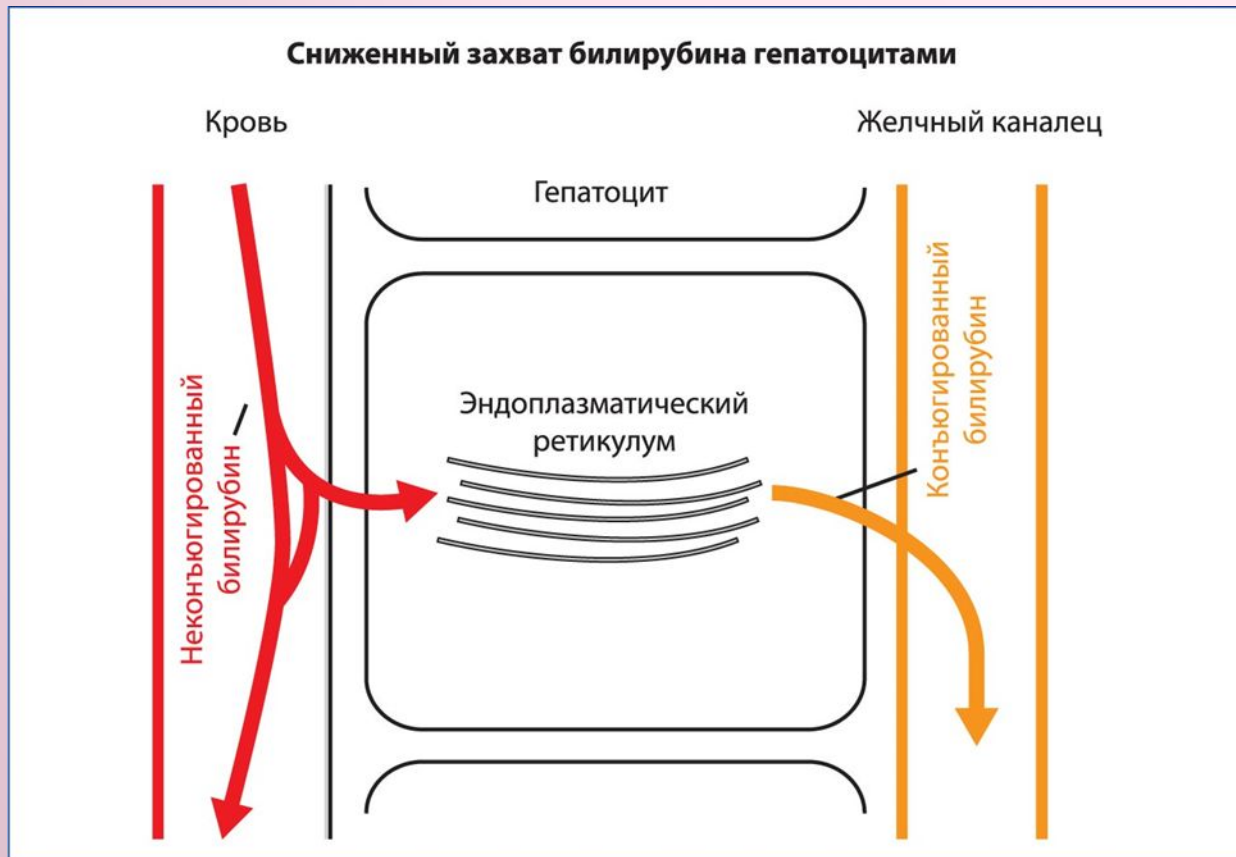 Сниженный захват билирубина гепатоцитами
Кровь
Желчный каналец
Гепатоцит
Неконъюгированный
билирубин
Эндоплазматический
ретикулум
Конъюгированный
билирубин